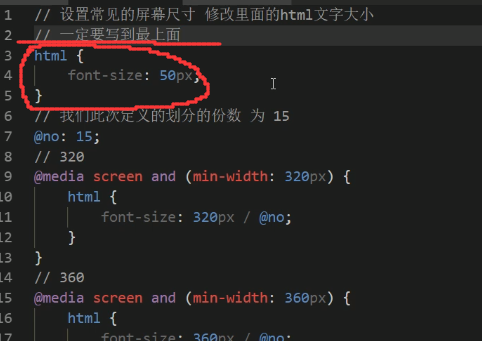 1 // 设置常见的屏幕尺寸 修改里面的html文字大小
2 // 一定要写到最上面
3 html {
4 font-size: 50px;
5 }
6 // 我们此次定义的划分的份数 为 15
7 @no: 15;
8 // 320
9 @media screen and (min-width: 320px) {
10 html {
11 font-size: 320px / @no;
12 }
13 }
14 // 360
15 @media screen and (min-width: 360px) {
16 html {
17 font-size: 360px / @no;